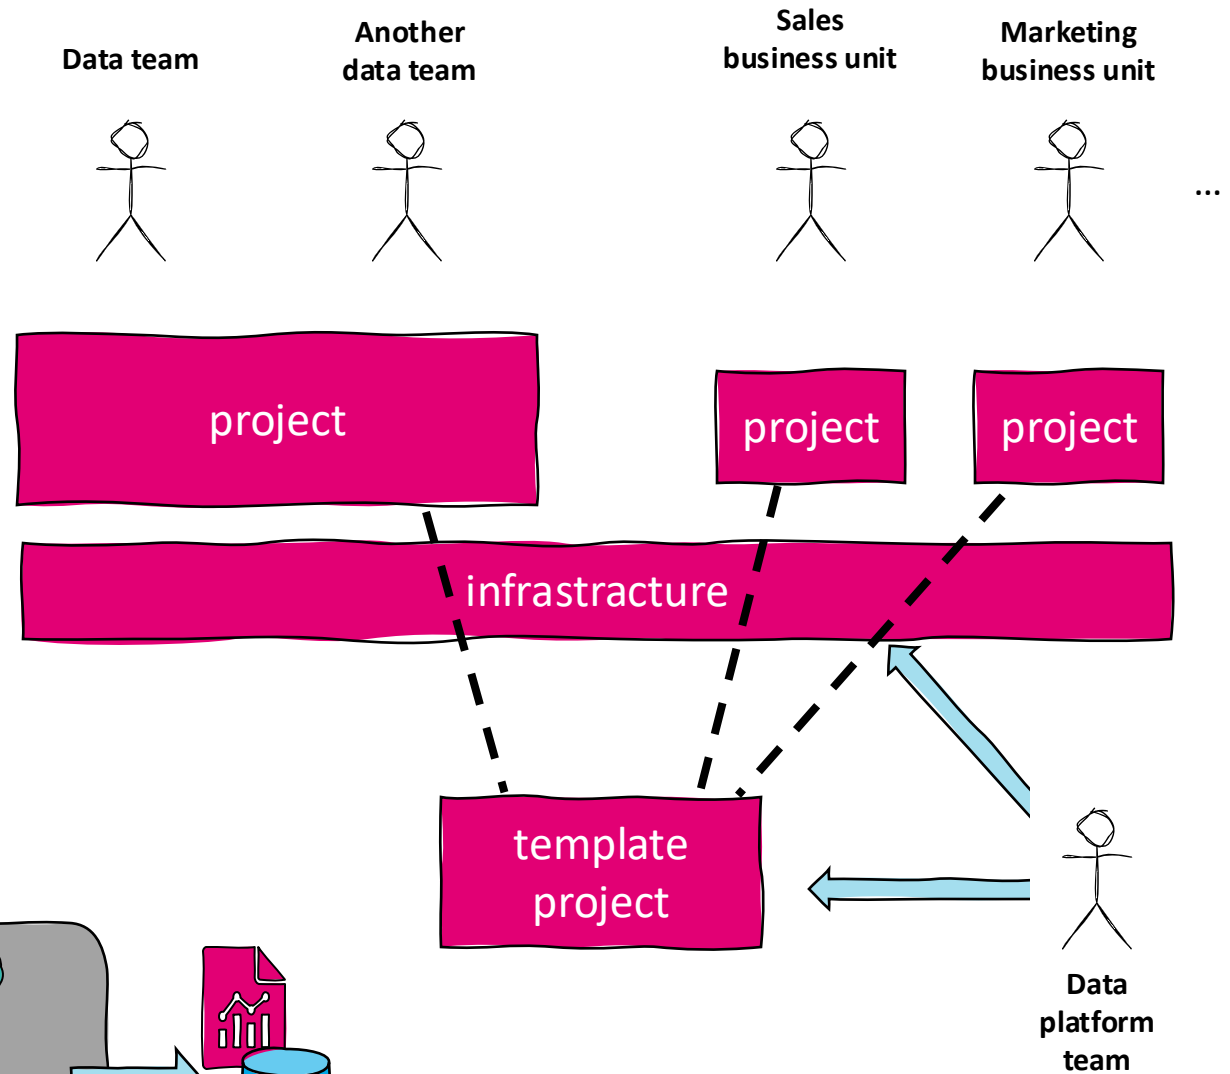 Data team
Another
data team
Sales
business unit
Marketing
business unit
...
project
project
project
infrastracture
template
project
Data
platform
team